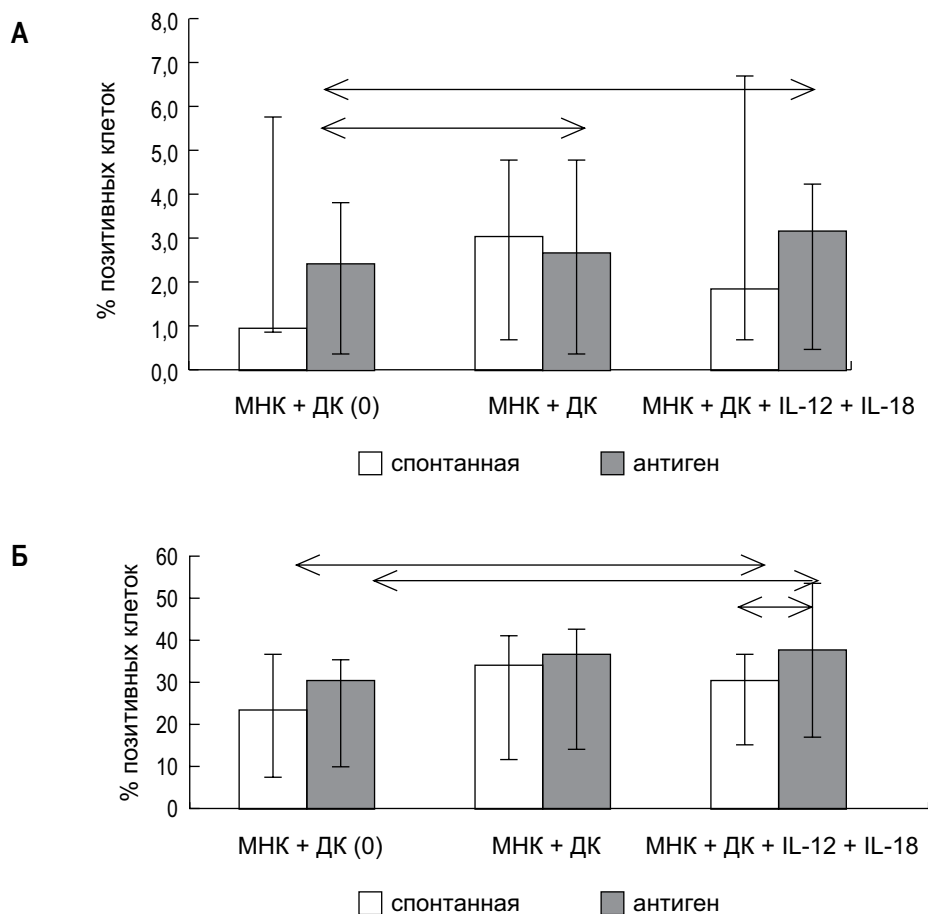 А
% позитивных клеток
8,0
7,0
6,0
5,0
4,0
3,0
2,0
1,0
0,0
МНК + ДК (0) МНК + ДК МНК + ДК + IL-12 + IL-18
спонтанная антиген
Б
% позитивных клеток
60
50
40
30
20
10
0
МНК + ДК (0) МНК + ДК МНК + ДК + IL-12 + IL-18
спонтанная антиген